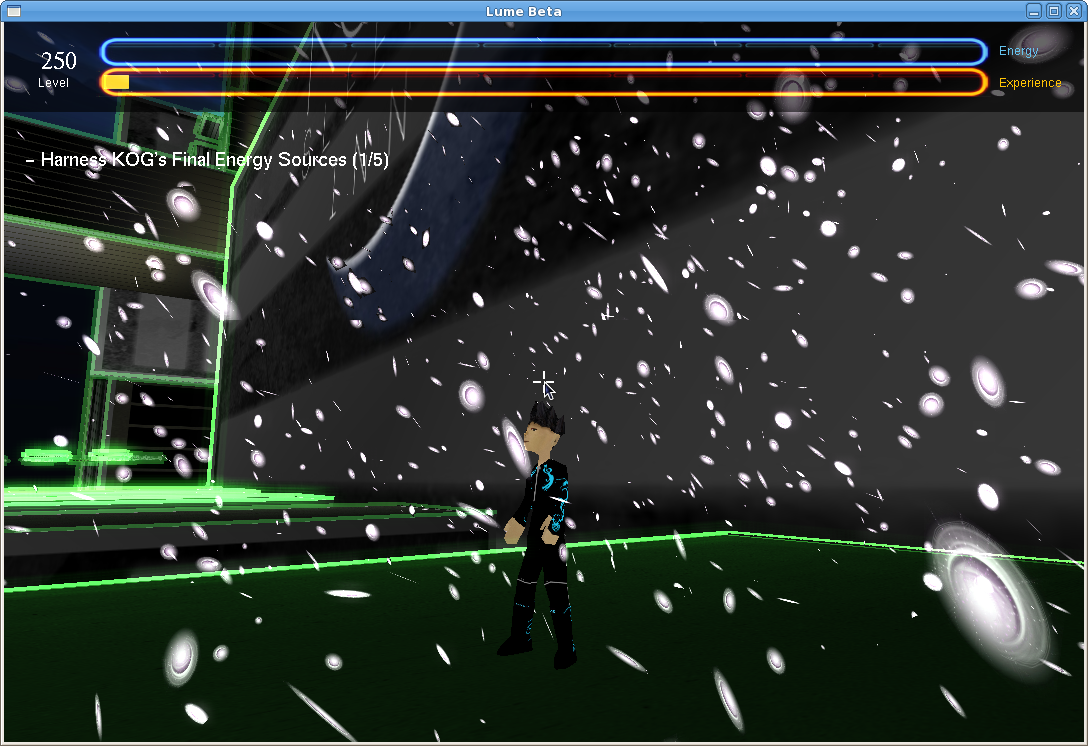 Lume Beta
250
Level
Energy
Experience
- Harness KOG's Final Energy Sources (1/5)